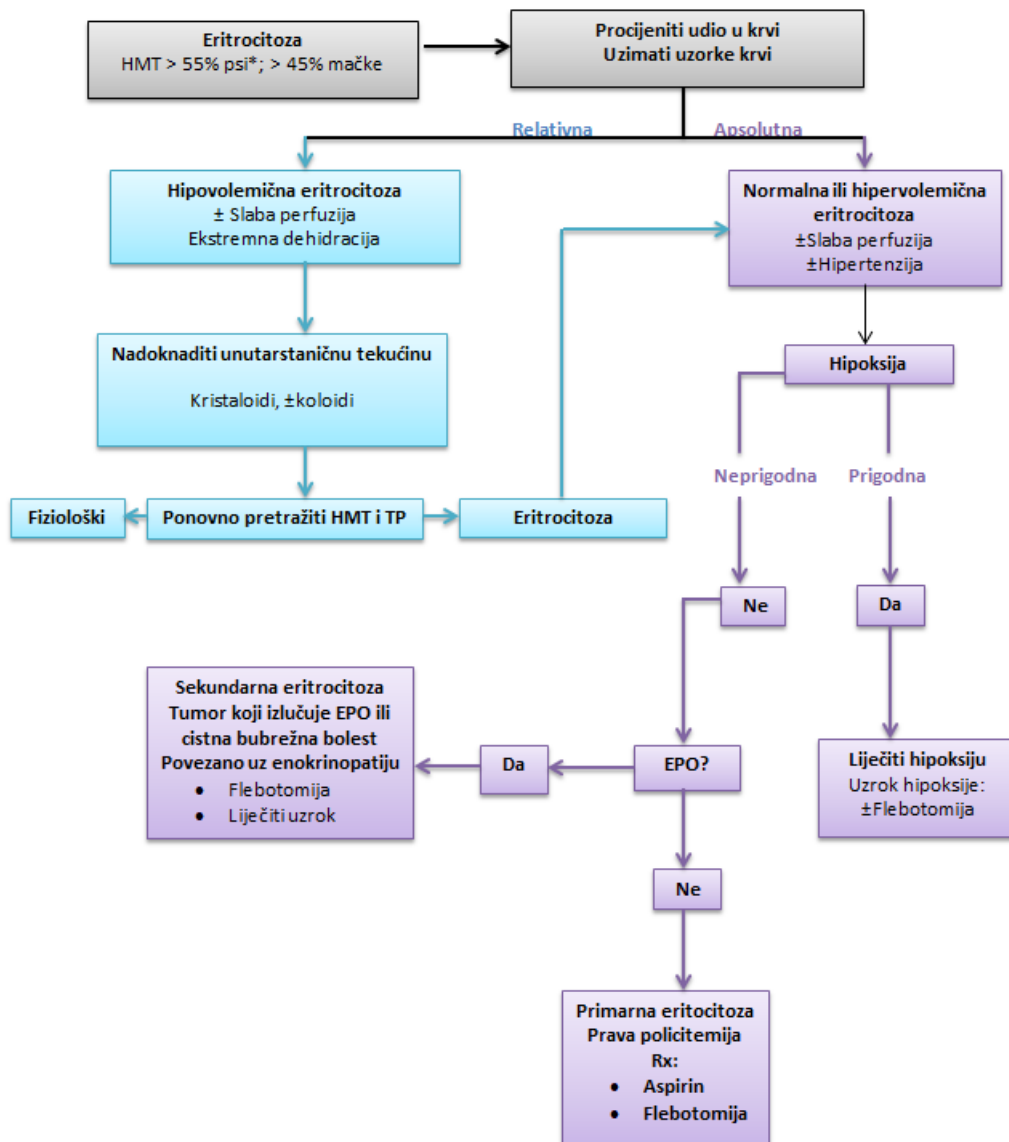 Eritrocitoza
HMT > 55% psi*; > 45% mačke
Procijeniti udio u krvi
Uzimati uzorke krvi
Relativna
Apsolutna
Hipovolemična eritrocitoza
± Slaba perfuzija
Ekstremna dehidracija
Normalna ili hipervolemična
eritrocitoza
±Slaba perfuzija
±Hipertenzija
Nadoknaditi unutarstaničnu tekućinu
Kristaloidi, ±koloidi
Hipoksija
Neprigodna
Prigodna
Fiziološki
Ponovno pretražiti HMT i TP
Eritrocitoza
Ne
Da
Sekundarna eritrocitoza
Tumor koji izlučuje EPO ili
cistna bubrežna bolest
Povezano uz enokrinopatiju
● Flebotomija
● Liječiti uzrok
Da
EPO?
Liječiti hipoksiju
Uzrok hipoksije:
±Flebotomija
Ne
Primarna eritocitoza
Prava policitemija
Rx:
● Aspirin
● Flebotomija